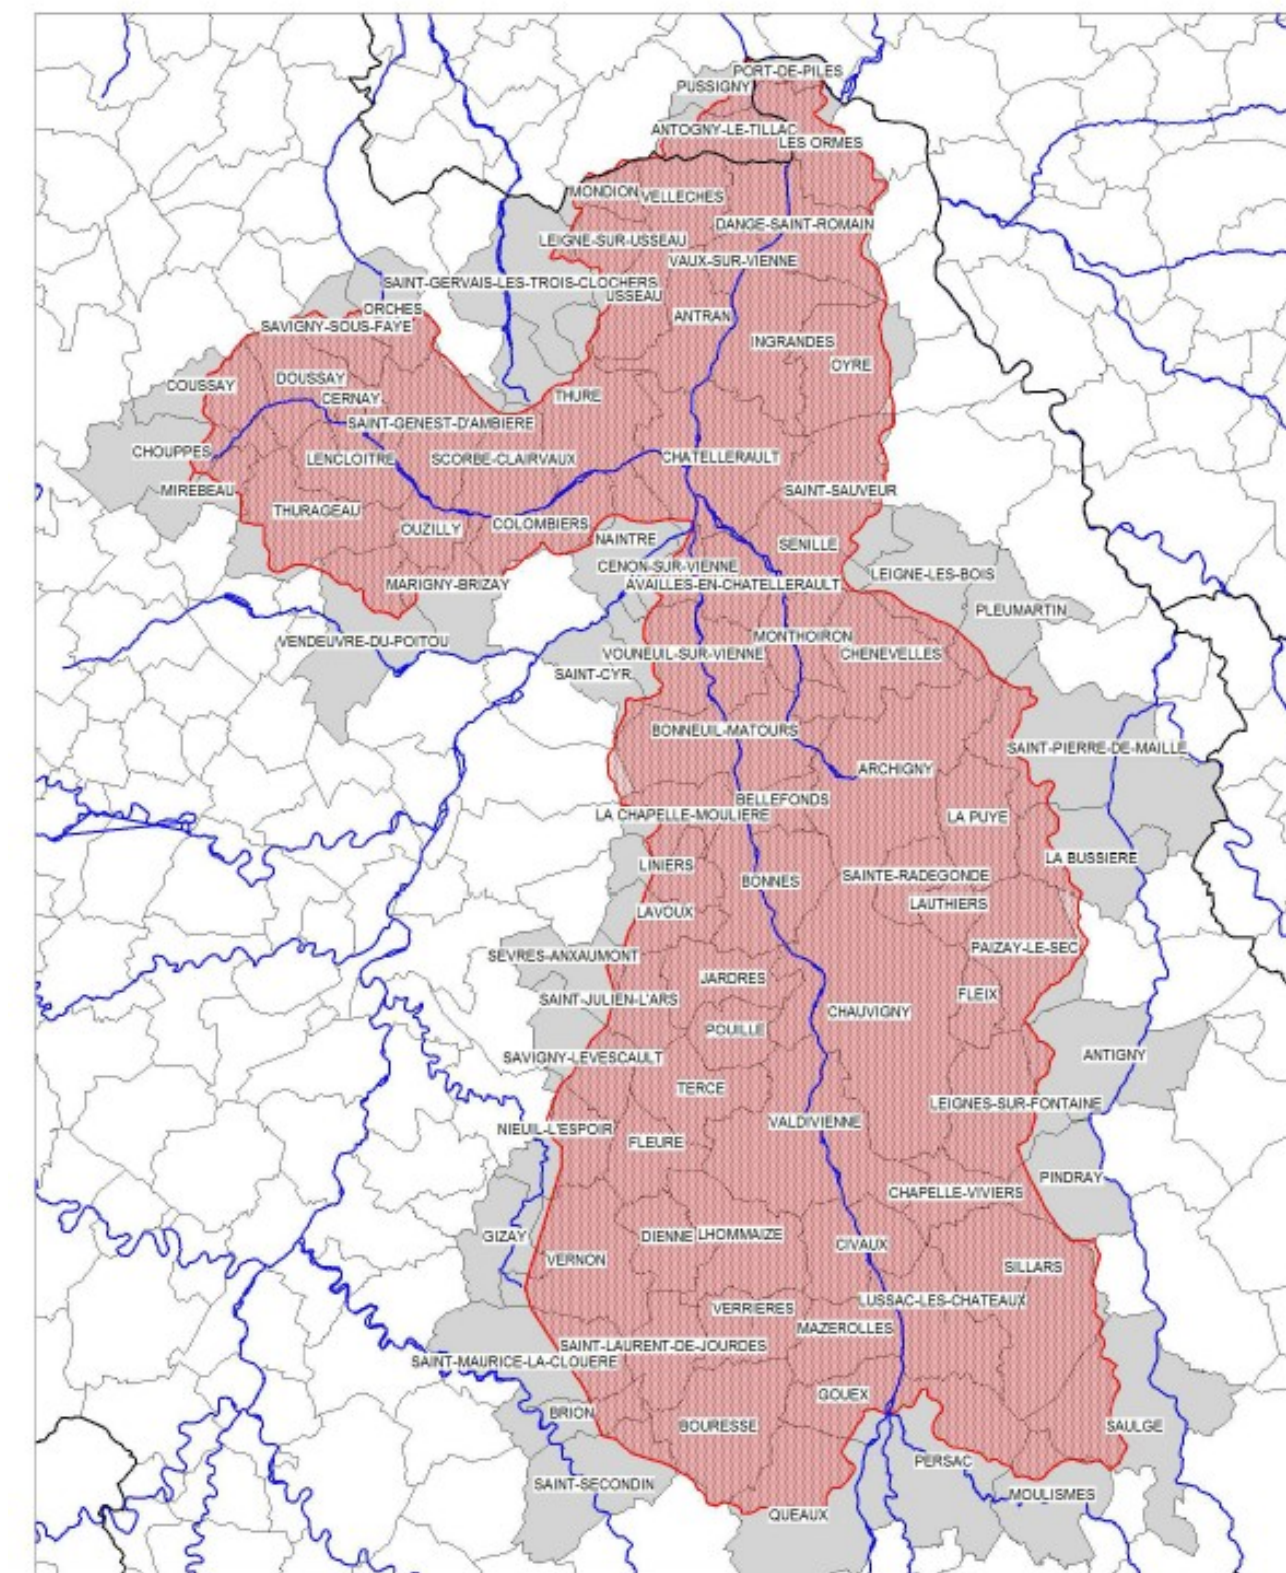 PORT-DE-PILES
PUSSIGNY
ANTOGNY-LE-TILLAC
LES ORMES
MONDION
VELLECHES
DANGE-SAINT-ROMAIN
LEIGNE-SUR-USSEAU
VAUX-SUR-VIENNE
SAINT-GERVAIS-LES-TROIS-CLOCHERS
USSEAU
ORCHES
ANTRAN
SAVIGNY-SOUS-FAYE
INGRANDES
OYRE
DOUSSAY
COUSSAY
CERNAY
THURE
SAINT-GENEST-D'AMBIERE
CHOUPPES
LENCLOITRE
SCORBE-CLAIRVAUX
CHATELLERAULT
MIREBEAU
SAINT-SAUVEUR
THURAGEAU
OUZILLY
COLOMBIERS
NAINTRE
SENILLE
CENON-SUR-VIENNE
LEIGNE-LES-BOIS
MARIGNY-BRIZAY
AVAILLES-EN-CHATELLERAULT
PLEUMARTIN
VENDEUVRE-DU-POITOU
MONTHOIRON
VOUNEUIL-SUR-VIENNE
CHENEVELLES
SAINT-CYR
BONNEUIL-MATOURS
SAINT-PIERRE-DE-MAILLE
ARCHIGNY
BELLEFONDS
LA CHAPELLE-MOULIERE
LA PUYE
LINIERS
LA BUSSIERE
BONNES
SAINTE-RADEGONDE
LAUTHIERS
LAVOUX
PAIZAY-LE-SEC
SEVRES-ANXAUMONT
JARDRES
FLEIX
SAINT-JULIEN-L'ARS
CHAUVIGNY
POUILLE
SAVIGNY-LEVESCAULT
ANTIGNY
TERCE
LEIGNES-SUR-FONTAINE
VALDIVIENNE
NIEUIL-L'ESPOIR
FLEURE
PINDRAY
CHAPELLE-VIVIERS
GIZAY
DIENNE
LHOMMAIZE
CIVAUX
VERNON
SILLARS
LUSSAC-LES-CHATEAUX
VERRIERES
MAZEROLLES
SAINT-LAURENT-DE-JOURDES
SAINT-MAURICE-LA-CLOUERE
GOUEX
BRION
BOURESSE
SAULGE
PERSAC
SAINT-SECONDIN
MOULISMES
QUEAUX